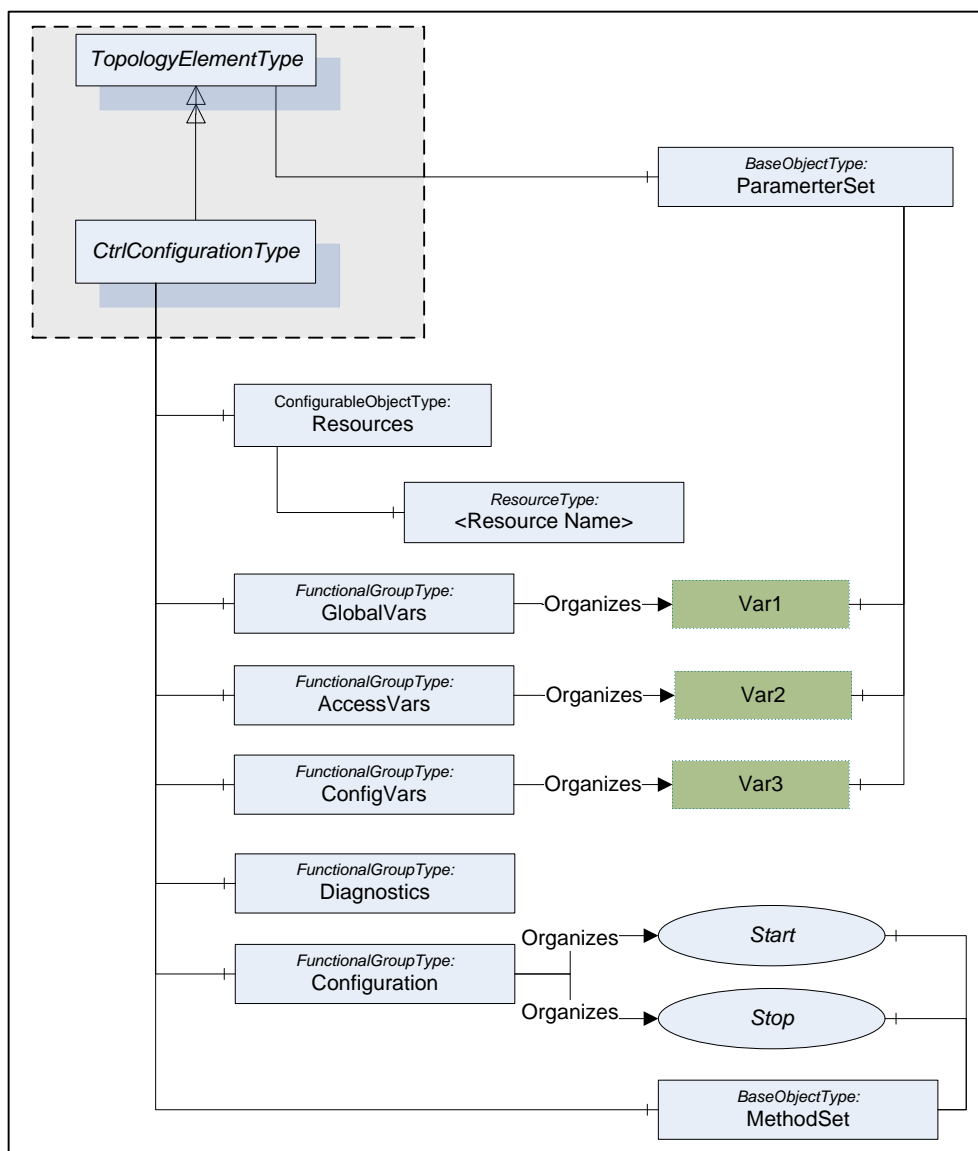 TopologyElementType
BaseObjectType:
ParamerterSet
CtrlConfigurationType
ConfigurableObjectType:
Resources
ResourceType:
<Resource Name>
FunctionalGroupType:
GlobalVars
Organizes
Var1
FunctionalGroupType:
AccessVars
Organizes
Var2
FunctionalGroupType:
ConfigVars
Organizes
Var3
FunctionalGroupType:
Diagnostics
FunctionalGroupType:
Configuration
Organizes
Start
Organizes
Stop
BaseObjectType:
MethodSet